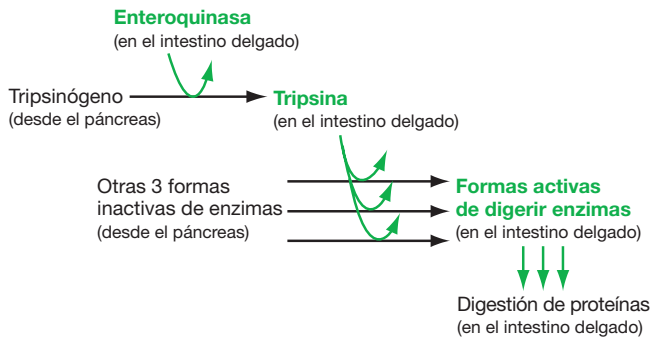 Enteroquinasa
(en el intestino delgado)
Tripsinógeno
(desde el páncreas)
Tripsina
(en el intestino delgado)
Otras 3 formas
inactivas de enzimas
(desde el páncreas)
Formas activas
de digerir enzimas
(en el intestino delgado)
Digestión de proteínas
(en el intestino delgado)